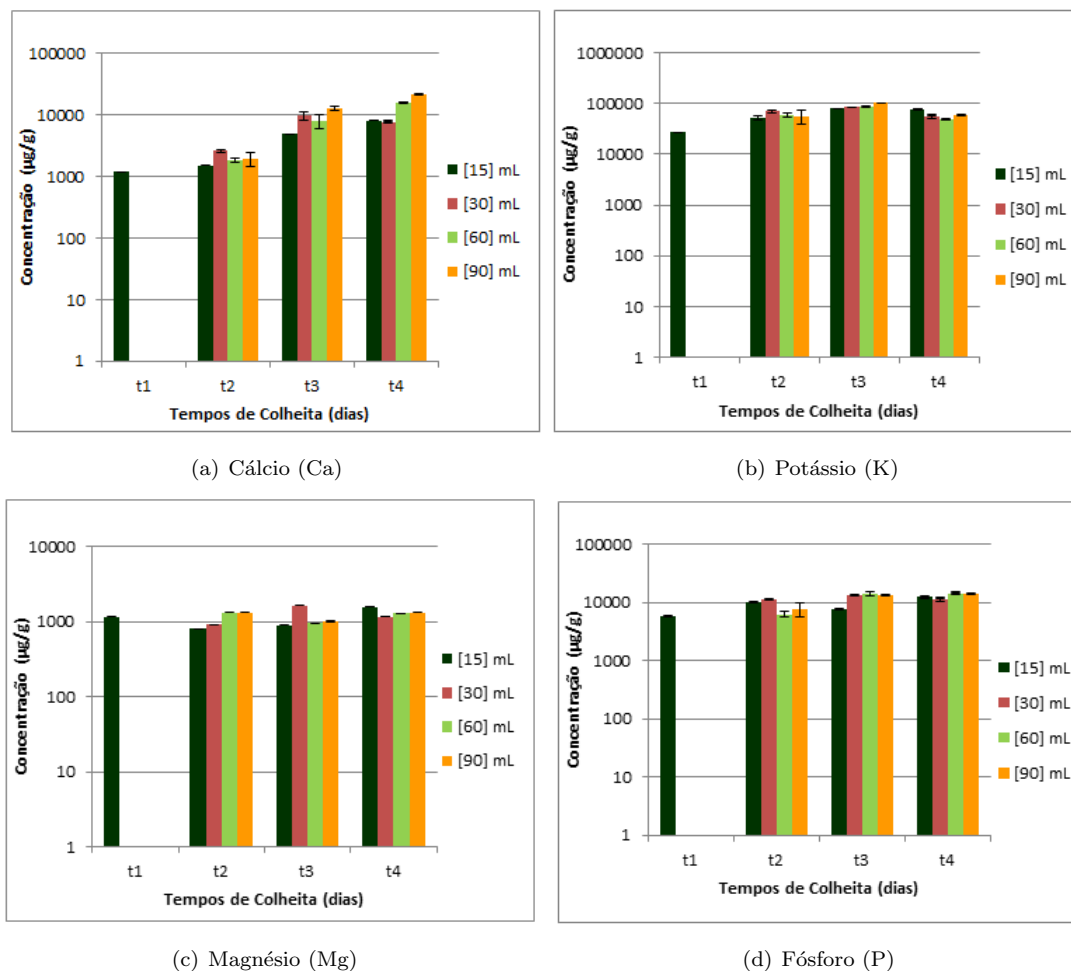 100000
10000
1000
100
10
1
Concentração (µg/g)
t1 t2 t3 t4
Tempos de Colheita (dias)
[15] mL
[30] mL
[60] mL
[90] mL
(a) Cálcio (Ca)
1000000
100000
10000
1000
100
10
1
Concentração (µg/g)
t1 t2 t3 t4
Tempos de Colheita (dias)
[15] mL
[30] mL
[60] mL
[90] mL
(b) Potássio (K)
10000
1000
100
10
1
Concentração (µg/g)
t1 t2 t3 t4
Tempos de Colheita (dias)
[15] mL
[30] mL
[60] mL
[90] mL
(c) Magnésio (Mg)
100000
10000
1000
100
10
1
Concentração (µg/g)
t1 t2 t3 t4
Tempos de Colheita (dias)
[15] mL
[30] mL
[60] mL
[90] mL
(d) Fósforo (P)